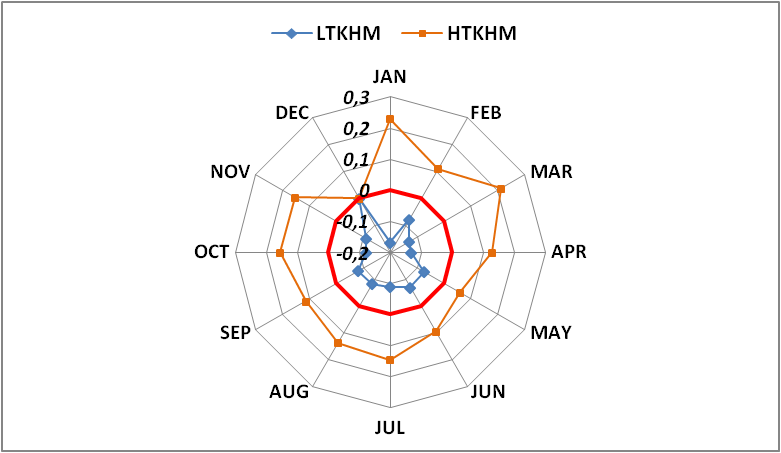 LTKHM HTKHM
JAN
0,3
DEC FEB
0,2
0,1
NOV MAR
0
-0,1
OCT -0,2 APR
SEP MAY
AUG JUN
JUL